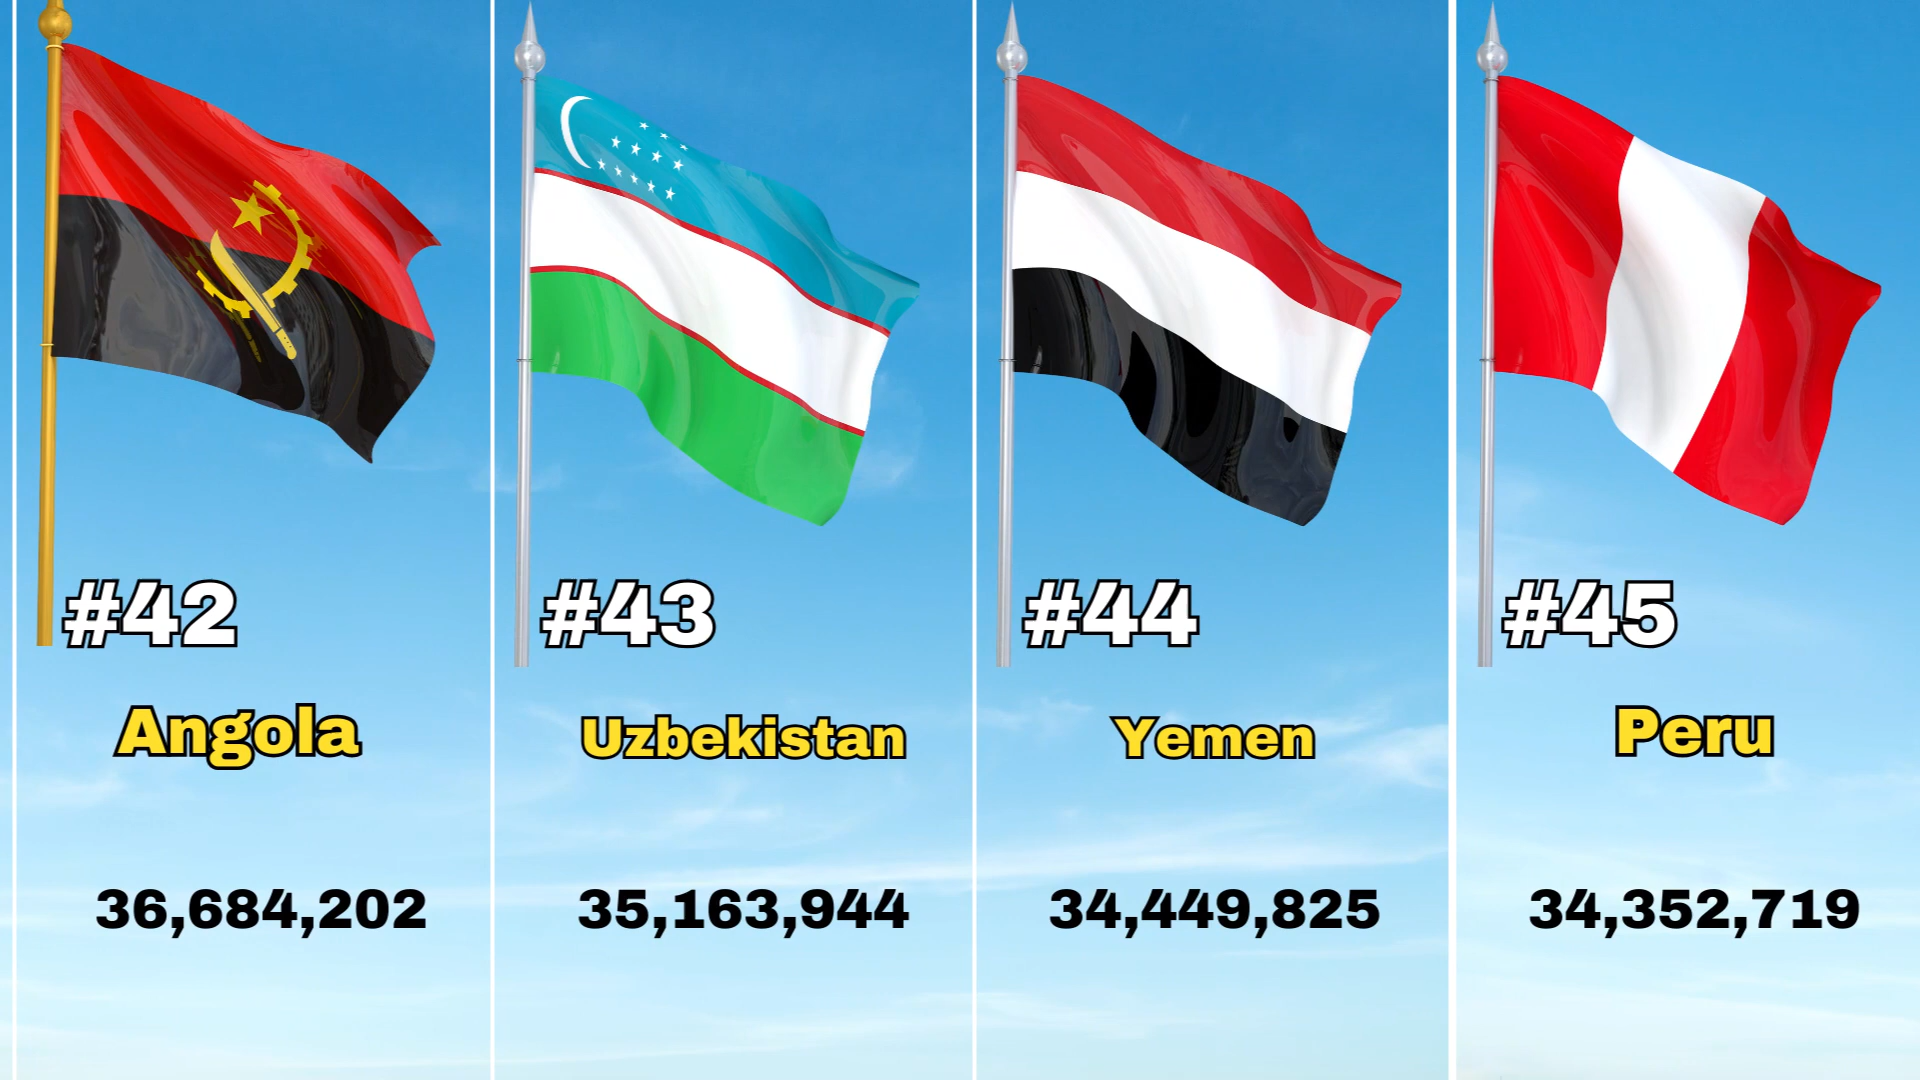 #42
Angola
36,684,202
#43
Uzbekistan
35,163,944
#44
Yemen
34,449,825
#45
Peru
34,352,719